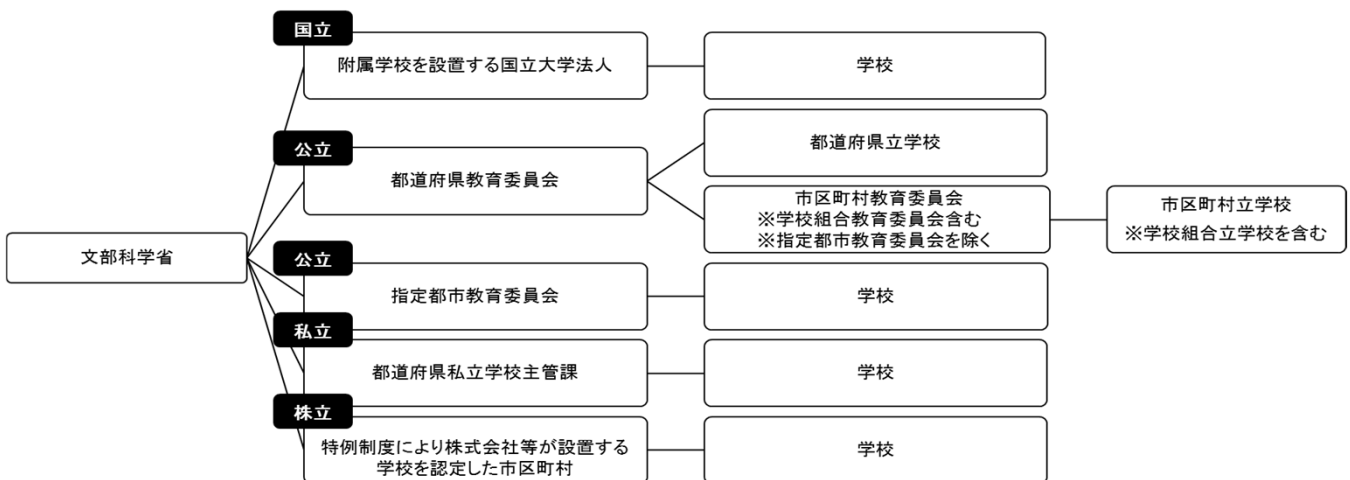 国立
附属学校を設置する国立大学法人
学校
公立
都道府県教育委員会
都道府県立学校
市区町村教育委員会
※学校組合教育委員会含む
※指定都市教育委員会を除く
市区町村立学校
※学校組合立学校を含む
文部科学省
公立
指定都市教育委員会
学校
私立
都道府県私立学校主管課
学校
株立
特例制度により株式会社等が設置する
学校を認定した市区町村
学校